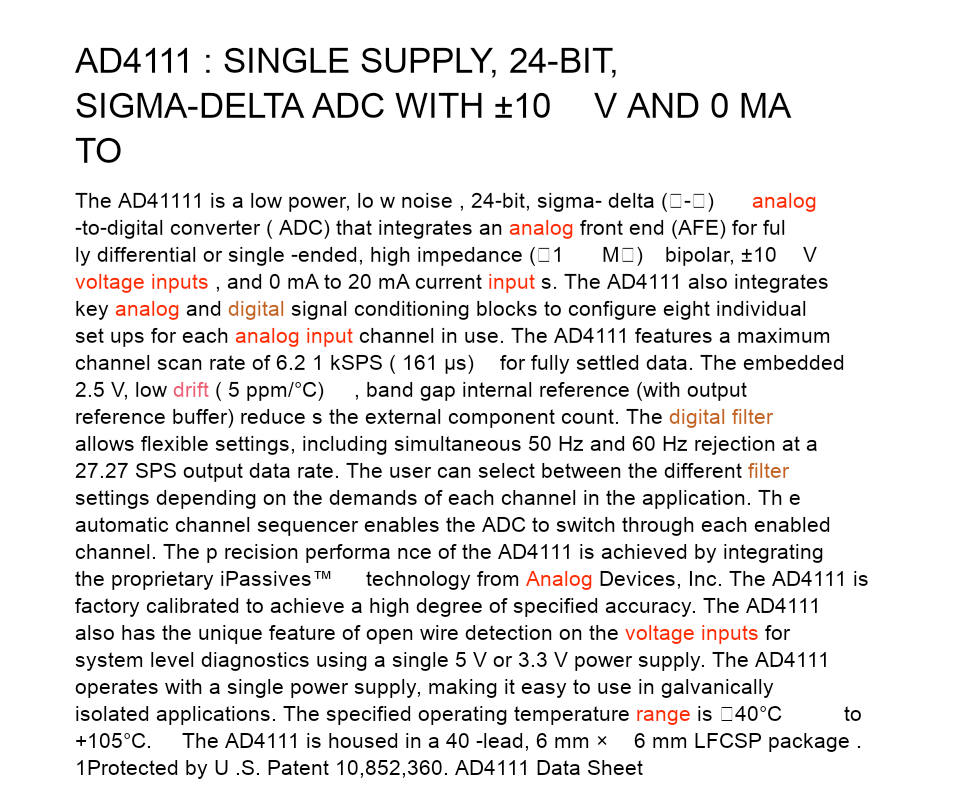 AD4111 : SINGLE SUPPLY, 24-BIT,
SIGMA-DELTA ADC WITH ±10 V AND 0 MA
TO
The AD41111 is a low power, lo w noise , 24-bit, sigma- delta (□-□) analog
-to-digital converter ( ADC) that integrates an analog front end (AFE) for ful
ly differential or single -ended, high impedance (□1 M□) bipolar, ±10 V
voltage inputs , and 0 mA to 20 mA current input s. The AD4111 also integrates
key analog and digital signal conditioning blocks to configure eight individual
set ups for each analog input channel in use. The AD4111 features a maximum
channel scan rate of 6.2 1 kSPS ( 161 µs) for fully settled data. The embedded
2.5 V, low drift ( 5 ppm/°C) , band gap internal reference (with output
reference buffer) reduce s the external component count. The digital filter
allows flexible settings, including simultaneous 50 Hz and 60 Hz rejection at a
27.27 SPS output data rate. The user can select between the different filter
settings depending on the demands of each channel in the application. Th e
automatic channel sequencer enables the ADC to switch through each enabled
channel. The p recision performa nce of the AD4111 is achieved by integrating
the proprietary iPassives™ technology from Analog Devices, Inc. The AD4111 is
factory calibrated to achieve a high degree of specified accuracy. The AD4111
also has the unique feature of open wire detection on the voltage inputs for
system level diagnostics using a single 5 V or 3.3 V power supply. The AD4111
operates with a single power supply, making it easy to use in galvanically
isolated applications. The specified operating temperature range is □40°C to
+105°C. The AD4111 is housed in a 40 -lead, 6 mm × 6 mm LFCSP package .
1Protected by U .S. Patent 10,852,360. AD4111 Data Sheet